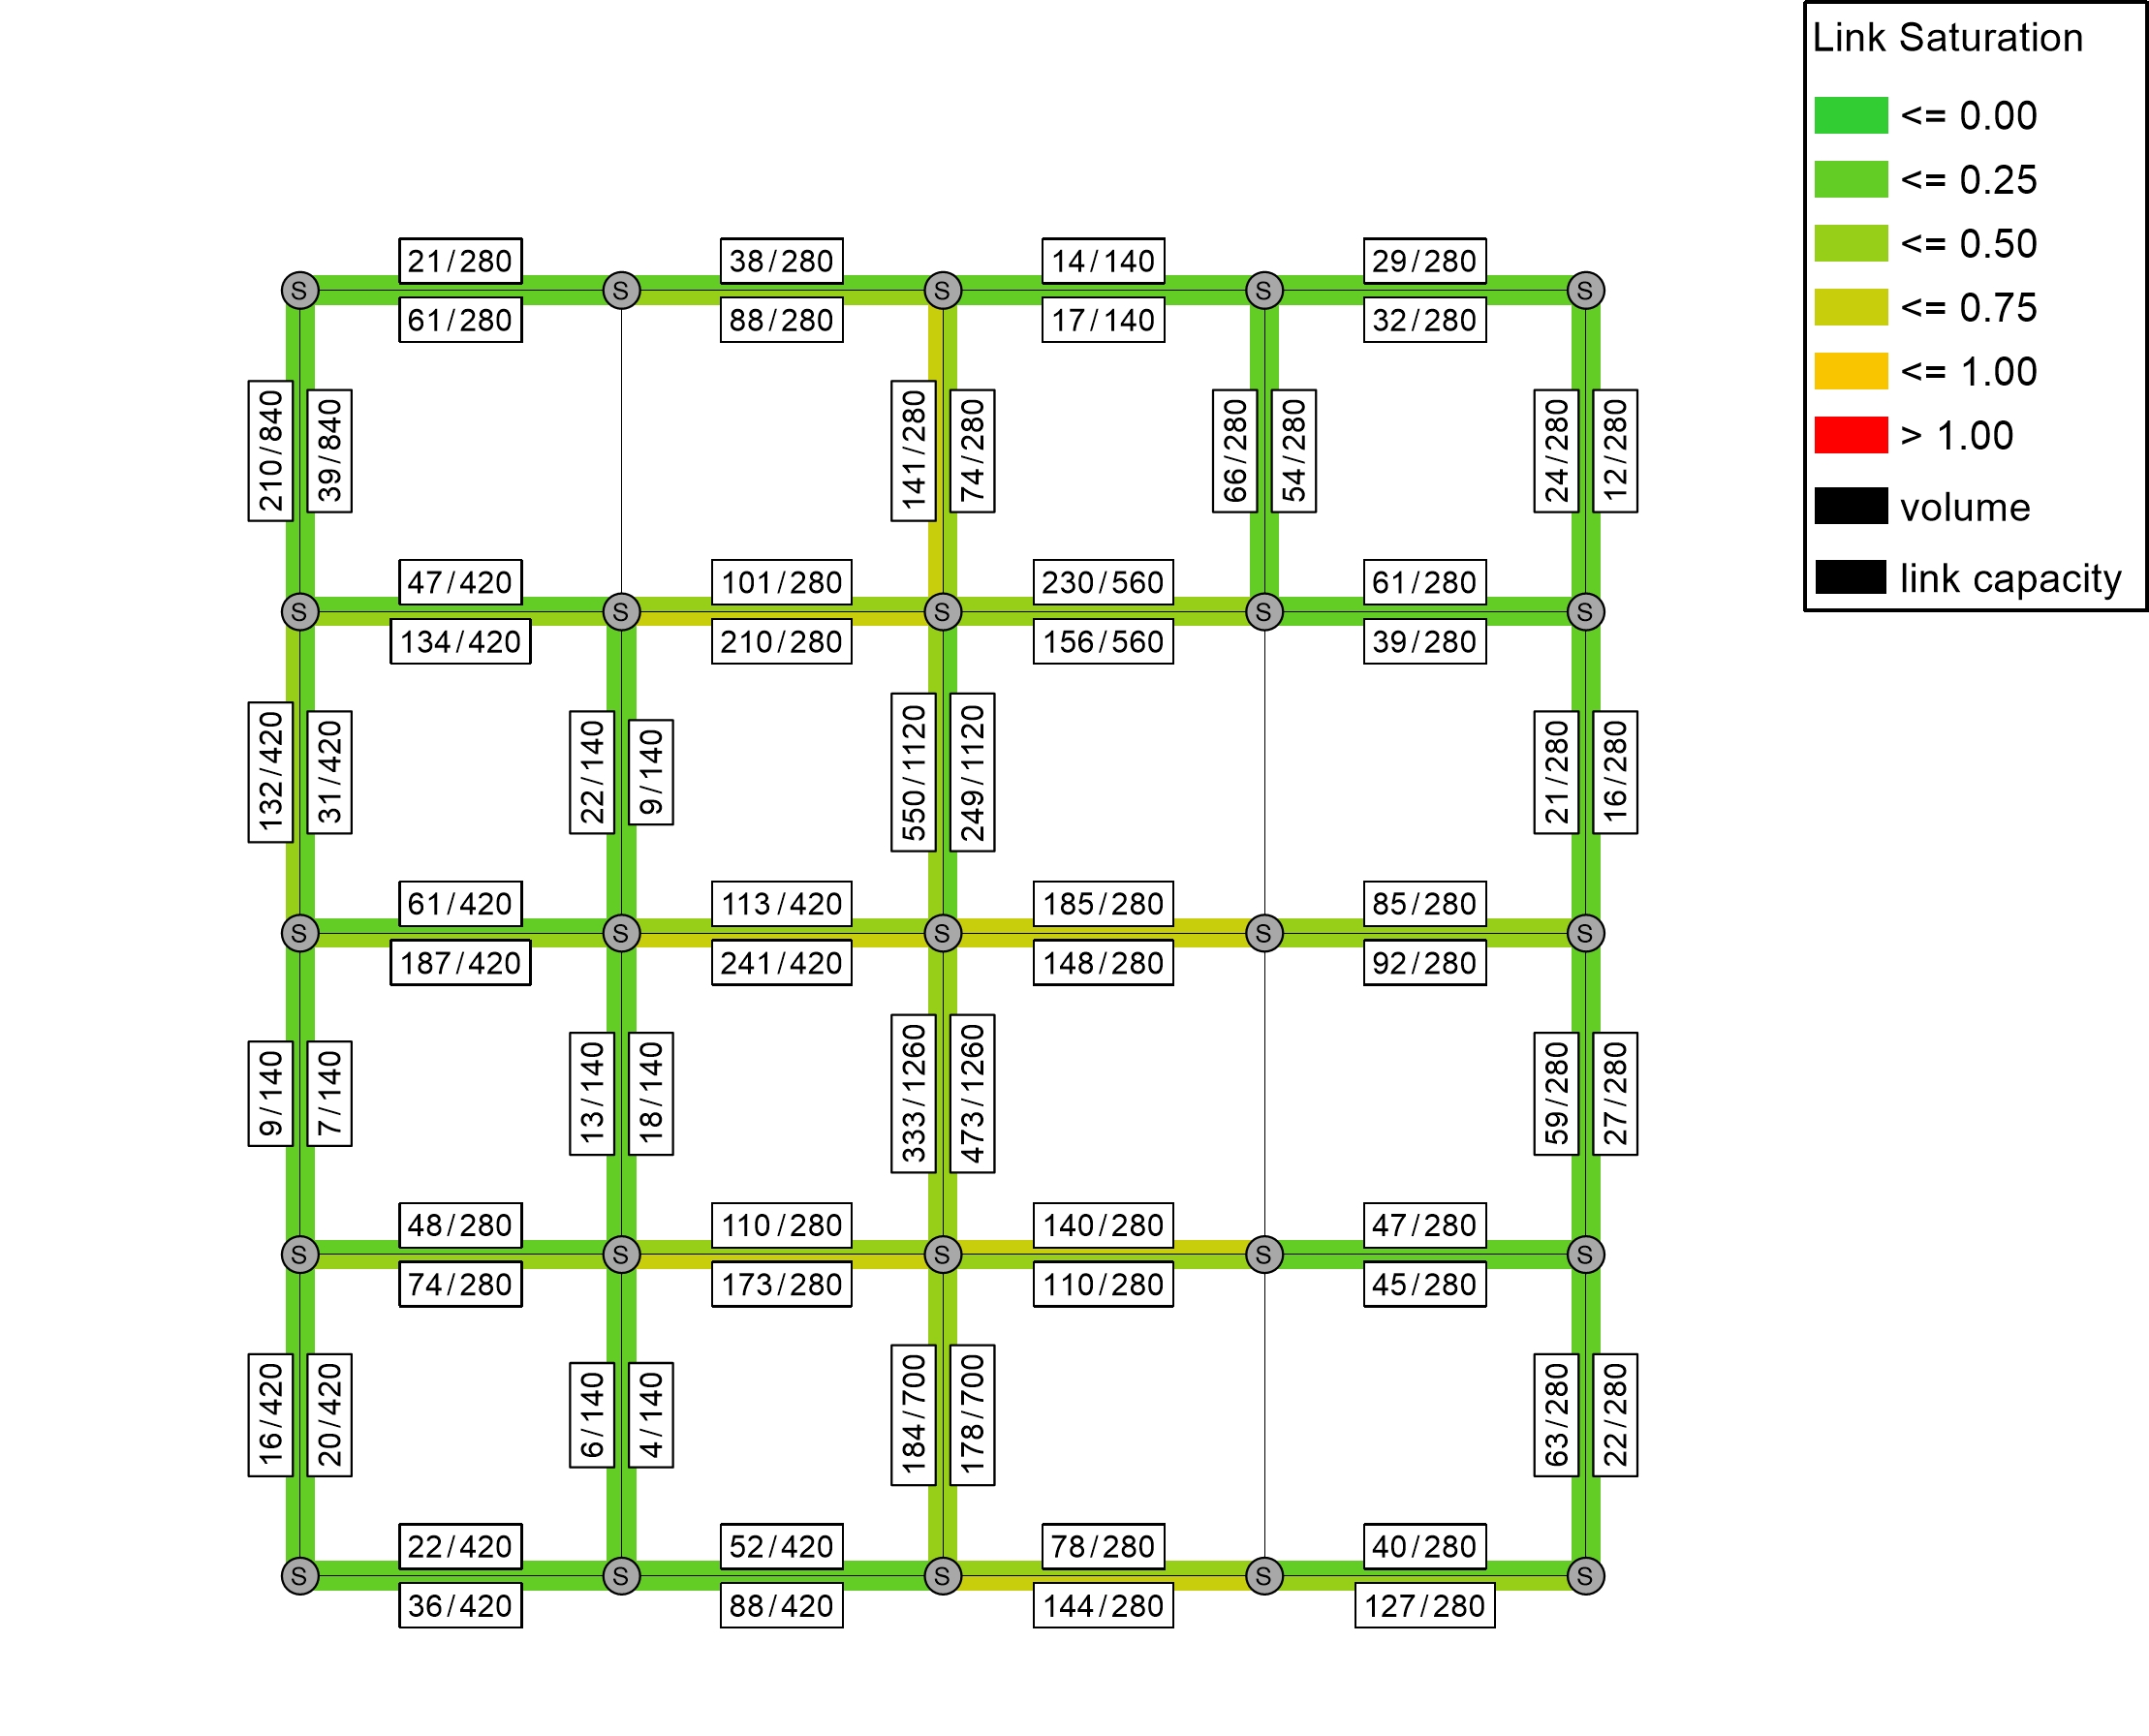 Link Saturation
<= 0.00
<= 0.25
<= 0.50
<= 0.75
<= 1.00
> 1.00
volume
link capacity
21/280
38/280
14/140
29/280
S
S
S
S
S
61/280
88/280
17/140
32/280
210/840
39/840
141/280
74/280
66/280
54/280
24/280
12/280
47/420
101/280
230/560
61/280
S
S
S
S
S
134/420
210/280
156/560
39/280
132/420
31/420
22/140
9/140
550/1120
249/1120
21/280
16/280
61/420
113/420
185/280
85/280
S
S
S
S
S
187/420
241/420
148/280
92/280
9/140
7/140
13/140
18/140
333/1260
473/1260
59/280
27/280
48/280
110/280
140/280
47/280
S
S
S
S
S
74/280
173/280
110/280
45/280
16/420
20/420
6/140
4/140
184/700
178/700
63/280
22/280
22/420
52/420
78/280
40/280
S
S
S
S
S
36/420
88/420
144/280
127/280